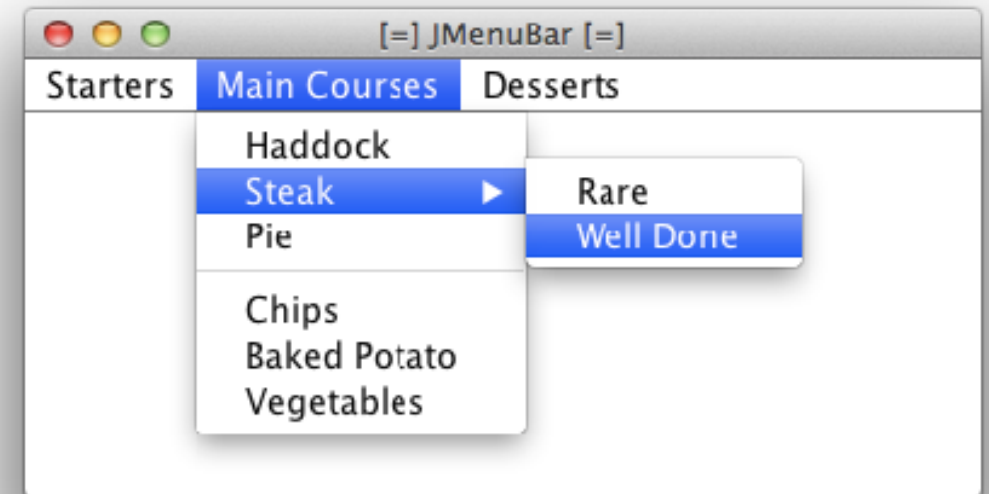 [=] JMenuBar [=]
Starters Main Courses Desserts
Haddock
Steak
Rare
Pie
Well Done
Chips
Baked Potato
Vegetables